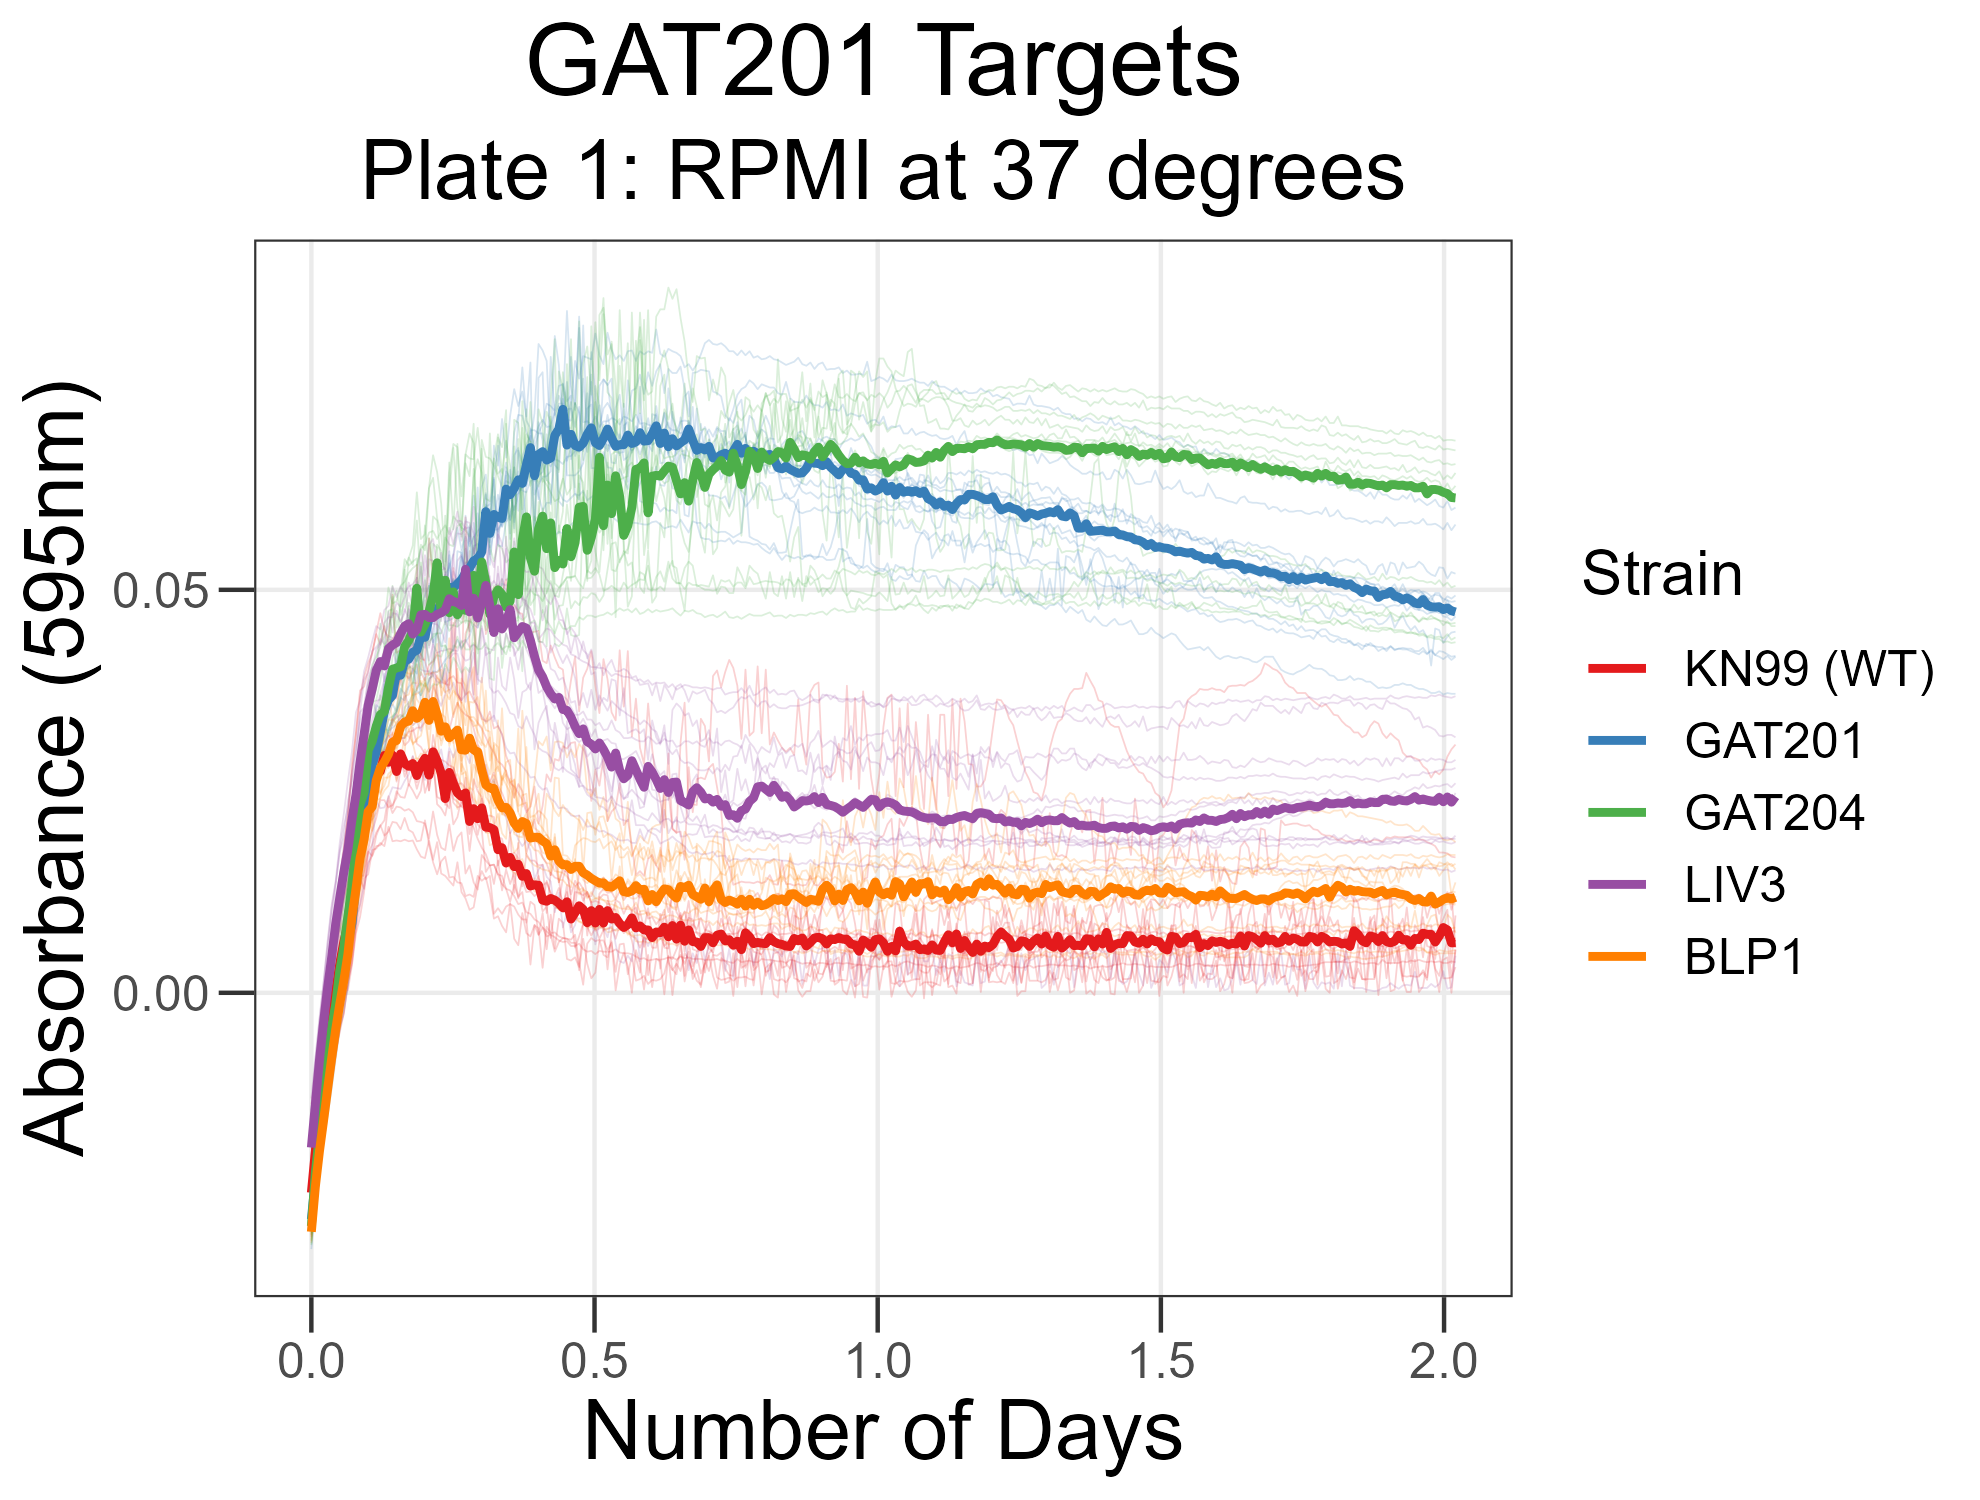 GAT201 Targets
Plate 1: RPMI at 37 degrees
Absorbance (595nm)
0.05
0.00
0.0 0.5 1.0 1.5 2.0
Number of Days
Strain
KN99 (WT)
GAT201
GAT204
LIV3
BLP1